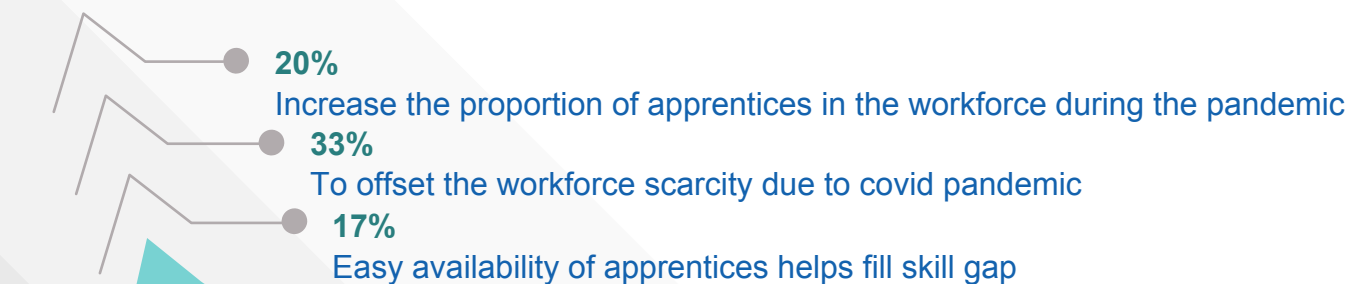 20%
Increase the proportion of apprentices in the workforce during the pandemic
33%
To offset the workforce scarcity due to covid pandemic
17%
Easy availability of apprentices helps fill skill gap